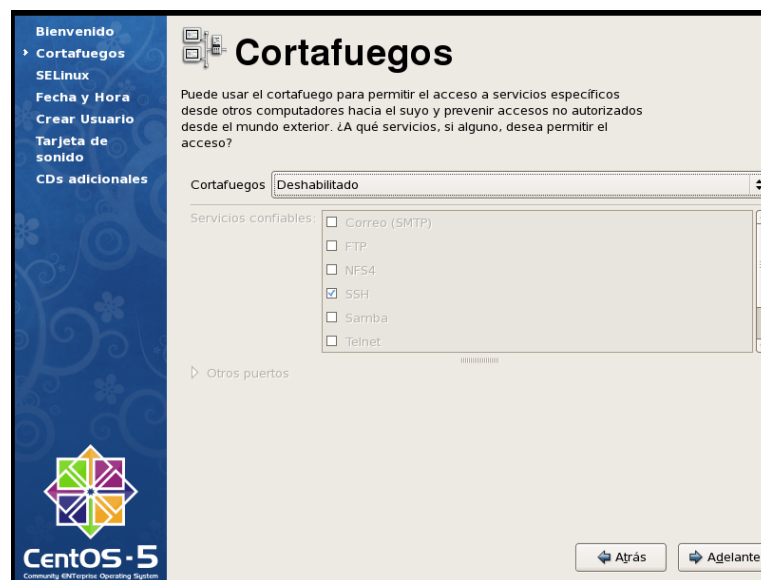 Bienvenido
Cortafuegos
SELinux
Fecha y Hora
Crear Usuario
Tarjeta de
sonido
CDs adicionales
Cortafuegos
Puede usar el cortafuego para permitir el acceso a servicios específicos
desde otros computadores hacia el suyo y prevenir accesos no autorizados
desde el mundo exterior. ¿A qué servicios, si alguno, desea permitir el
acceso?
Cortafuegos Deshabilitado
Servicios confiables:
Correo (SMTP)
FTP
NFS4
SSH
Samba
Telnet
Otros puertos
Atrás
Adelante
CentOS-5
Community ENTerprise Operating System